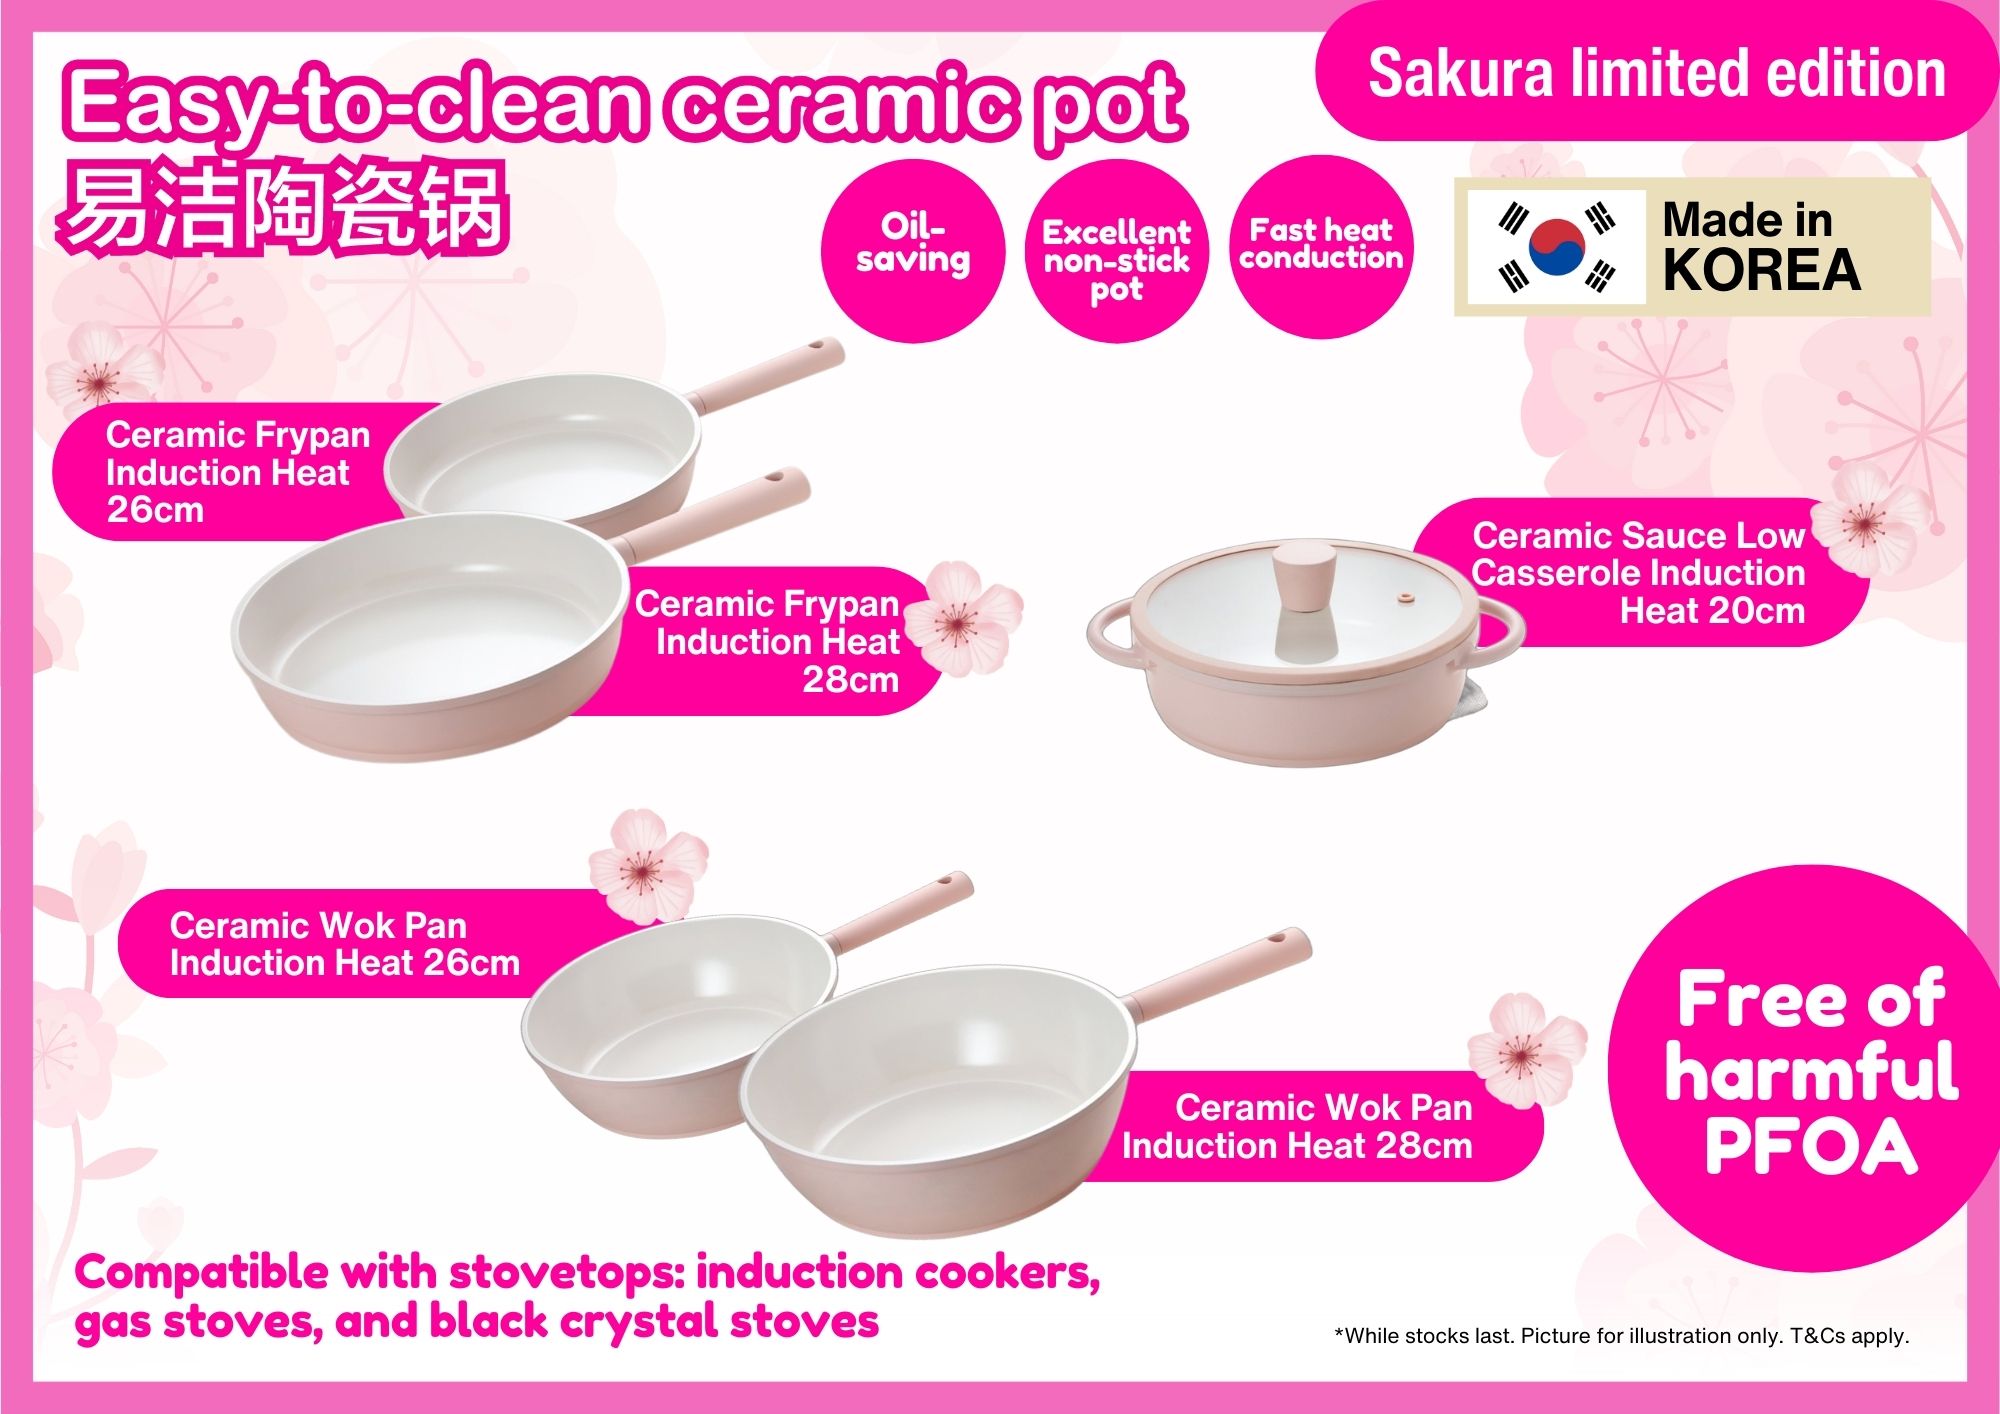 Sakura limited edition
Easy-to-clean ceramic pot
易洁陶瓷锅
Oil-
saving
Excellent
non-stick
pot
Fast heat
conduction
Made in
KOREA
Ceramic Frypan
Induction Heat
26cm
Ceramic Frypan
Induction Heat
28cm
Ceramic Sauce Low
Casserole Induction
Heat 20cm
Ceramic Wok Pan
Induction Heat 26cm
Ceramic Wok Pan
Induction Heat 28cm
Free of
harmful
PFOA
Compatible with stovetops: induction cookers,
gas stoves, and black crystal stoves
*While stocks last. Picture for illustration only. T&Cs apply.